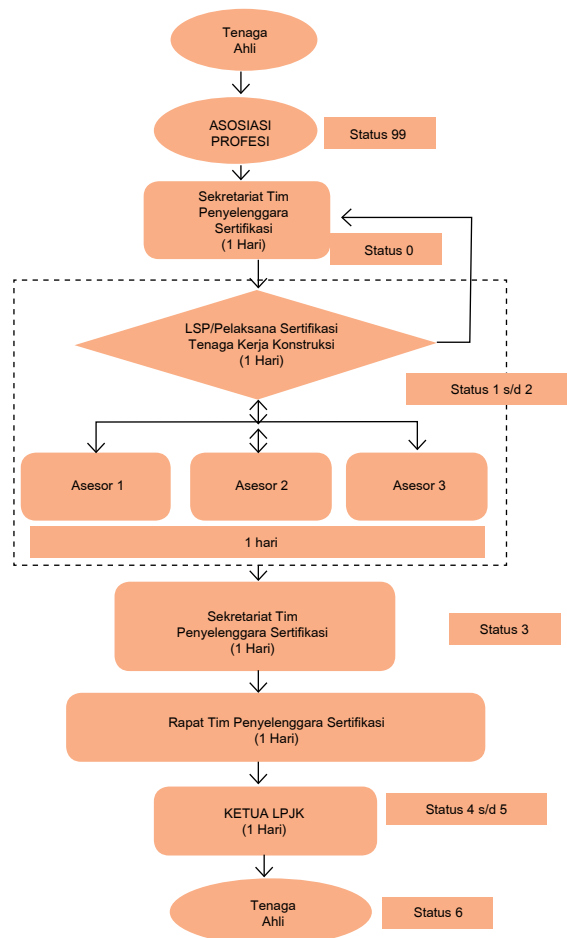 Tenaga
Ahli
ASOSIASI
PROFESI
Status 99
Sekretariat Tim
Penyelenggara
Sertifikasi
(1 Hari)
Status 0
LSP/Pelaksana Sertifikasi
Tenaga Kerja Konstruksi
(1 Hari)
Status 1 s/d 2
Asesor 1
Asesor 2
Asesor 3
1 hari
Sekretariat Tim
Penyelenggara Sertifikasi
(1 Hari)
Status 3
Rapat Tim Penyelenggara Sertifikasi
(1 Hari)
KETUA LPJK
(1 Hari)
Status 4 s/d 5
Tenaga
Ahli
Status 6